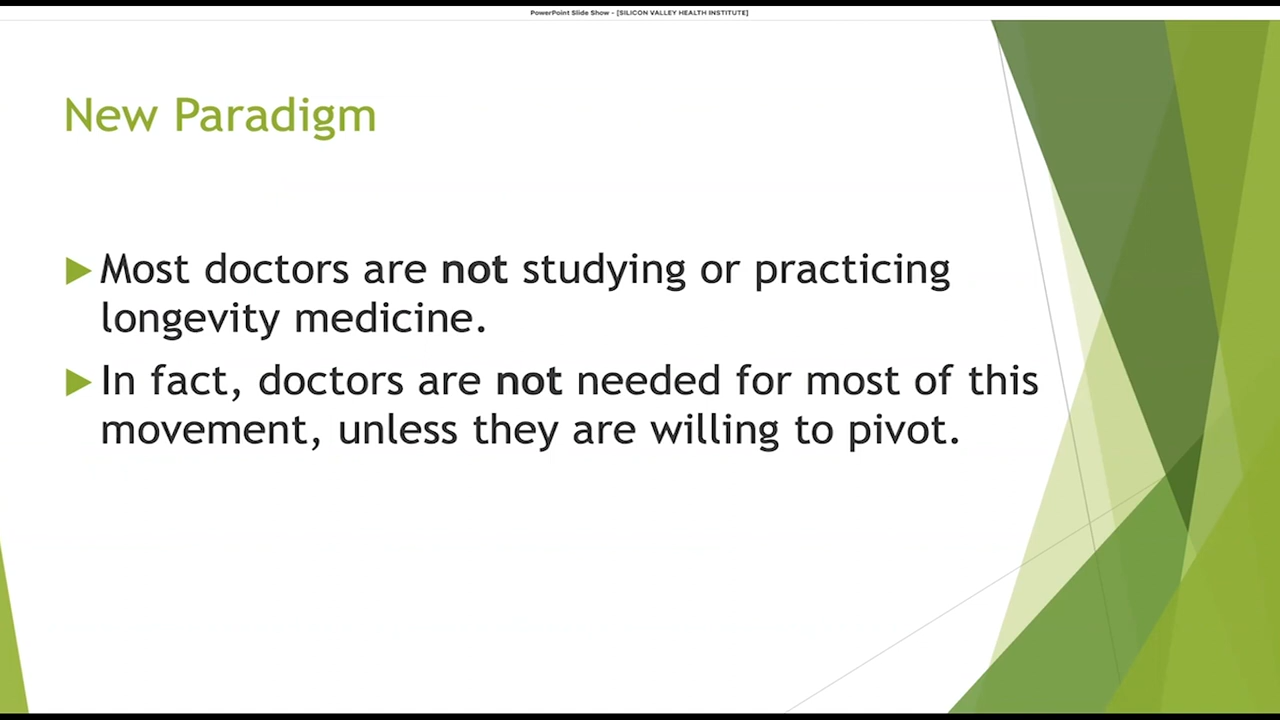 PowerPoint Slide Show - [SILICON VALLEY HEALTH INSTITUTE]
New Paradigm
Most doctors are not studying or practicing
longevity medicine.
In fact, doctors are not needed for most of this
movement, unless they are willing to pivot.